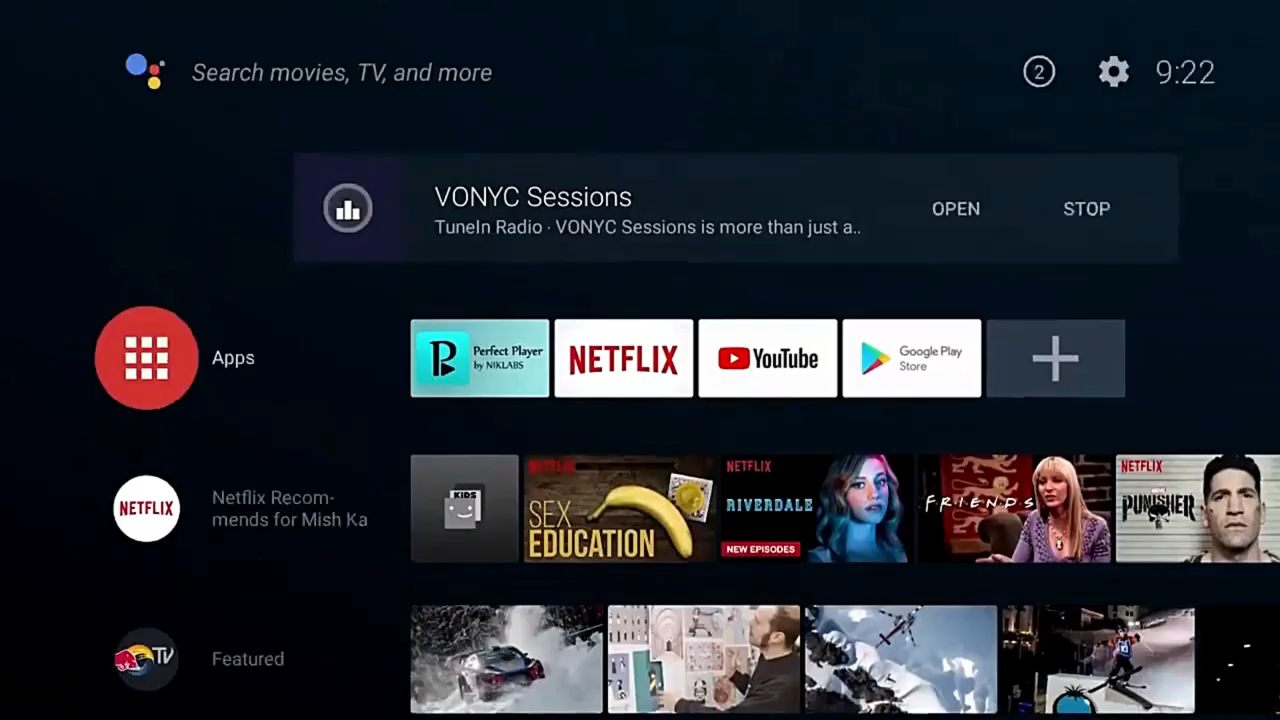 Search movies, TV, and more
2
9:22
VONYC Sessions
TuneIn Radio · VONYC Sessions is more than just a..
OPEN
STOP
Apps
Perfect Player
by NIKLABS
NETFLIX
YouTube
Google Play
Store
NETFLIX
Netflix Recom-
mends for Mish Ka
KIDS
NETFLIX
SEX
EDUCATION
NETFLIX
RIVERDALE
NEW EPISODES
FRIENDS
NETFLIX
MARVEL
PUNISHER
TV
Featured